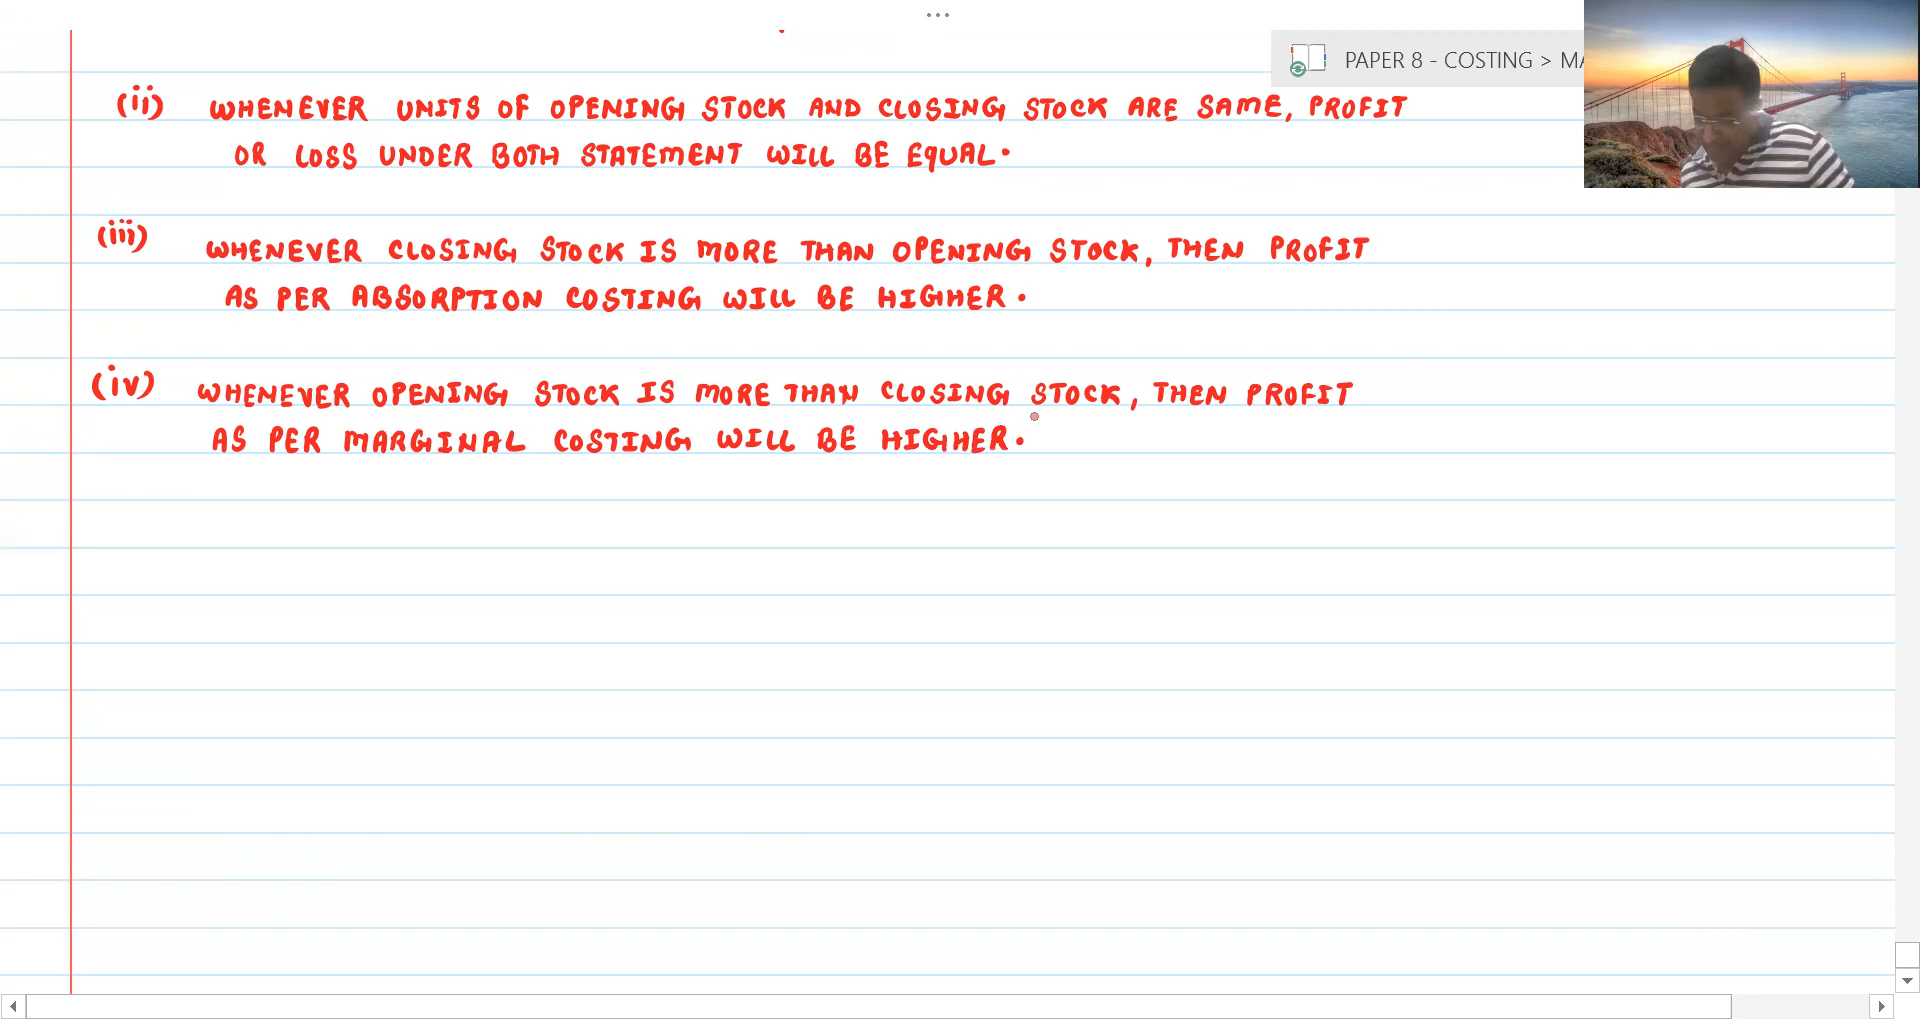 PAPER 8 - COSTING >
(ii) WHENEVER UNITS OF OPENING STOCK AND CLOSING STOCK ARE SAME, PROFIT
OR LOSS UNDER BOTH STATEMENT WILL BE EQUAL.
(iii) WHENEVER CLOSING STOCK IS MORE THAN OPENING STOCK, THEN PROFIT
AS PER ABSORPTION COSTING WILL BE HIGHER.
(iv) WHENEVER OPENING STOCK IS MORE THAN CLOSING STOCK, THEN PROFIT
AS PER MARGINAL COSTING WILL BE HIGHER.